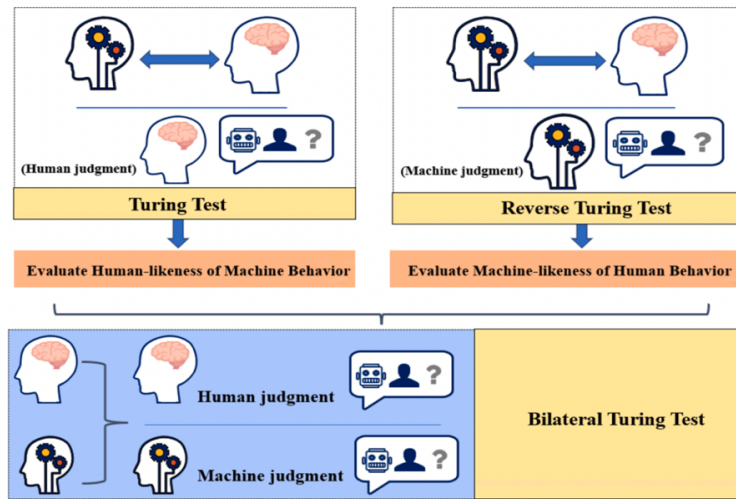 ?
?
(Human judgment)
(Machine judgment)
Turing Test
Reverse Turing Test
Evaluate Human-likeness of Machine Behavior
Evaluate Machine-likeness of Human Behavior
Human judgment
?
Bilateral Turing Test
Machine judgment
?